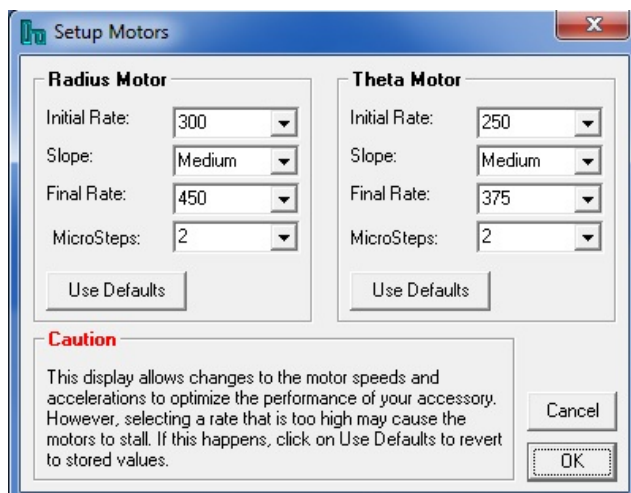 Setup Motors
Radius Motor
Initial Rate: 300
Slope: Medium
Final Rate: 450
MicroSteps: 2
Use Defaults
Theta Motor
Initial Rate: 250
Slope: Medium
Final Rate: 375
MicroSteps: 2
Use Defaults
Caution
This display allows changes to the motor speeds and
accelerations to optimize the performance of your accessory.
However, selecting a rate that is too high may cause the
motors to stall. If this happens, click on Use Defaults to revert
to stored values.
Cancel
OK